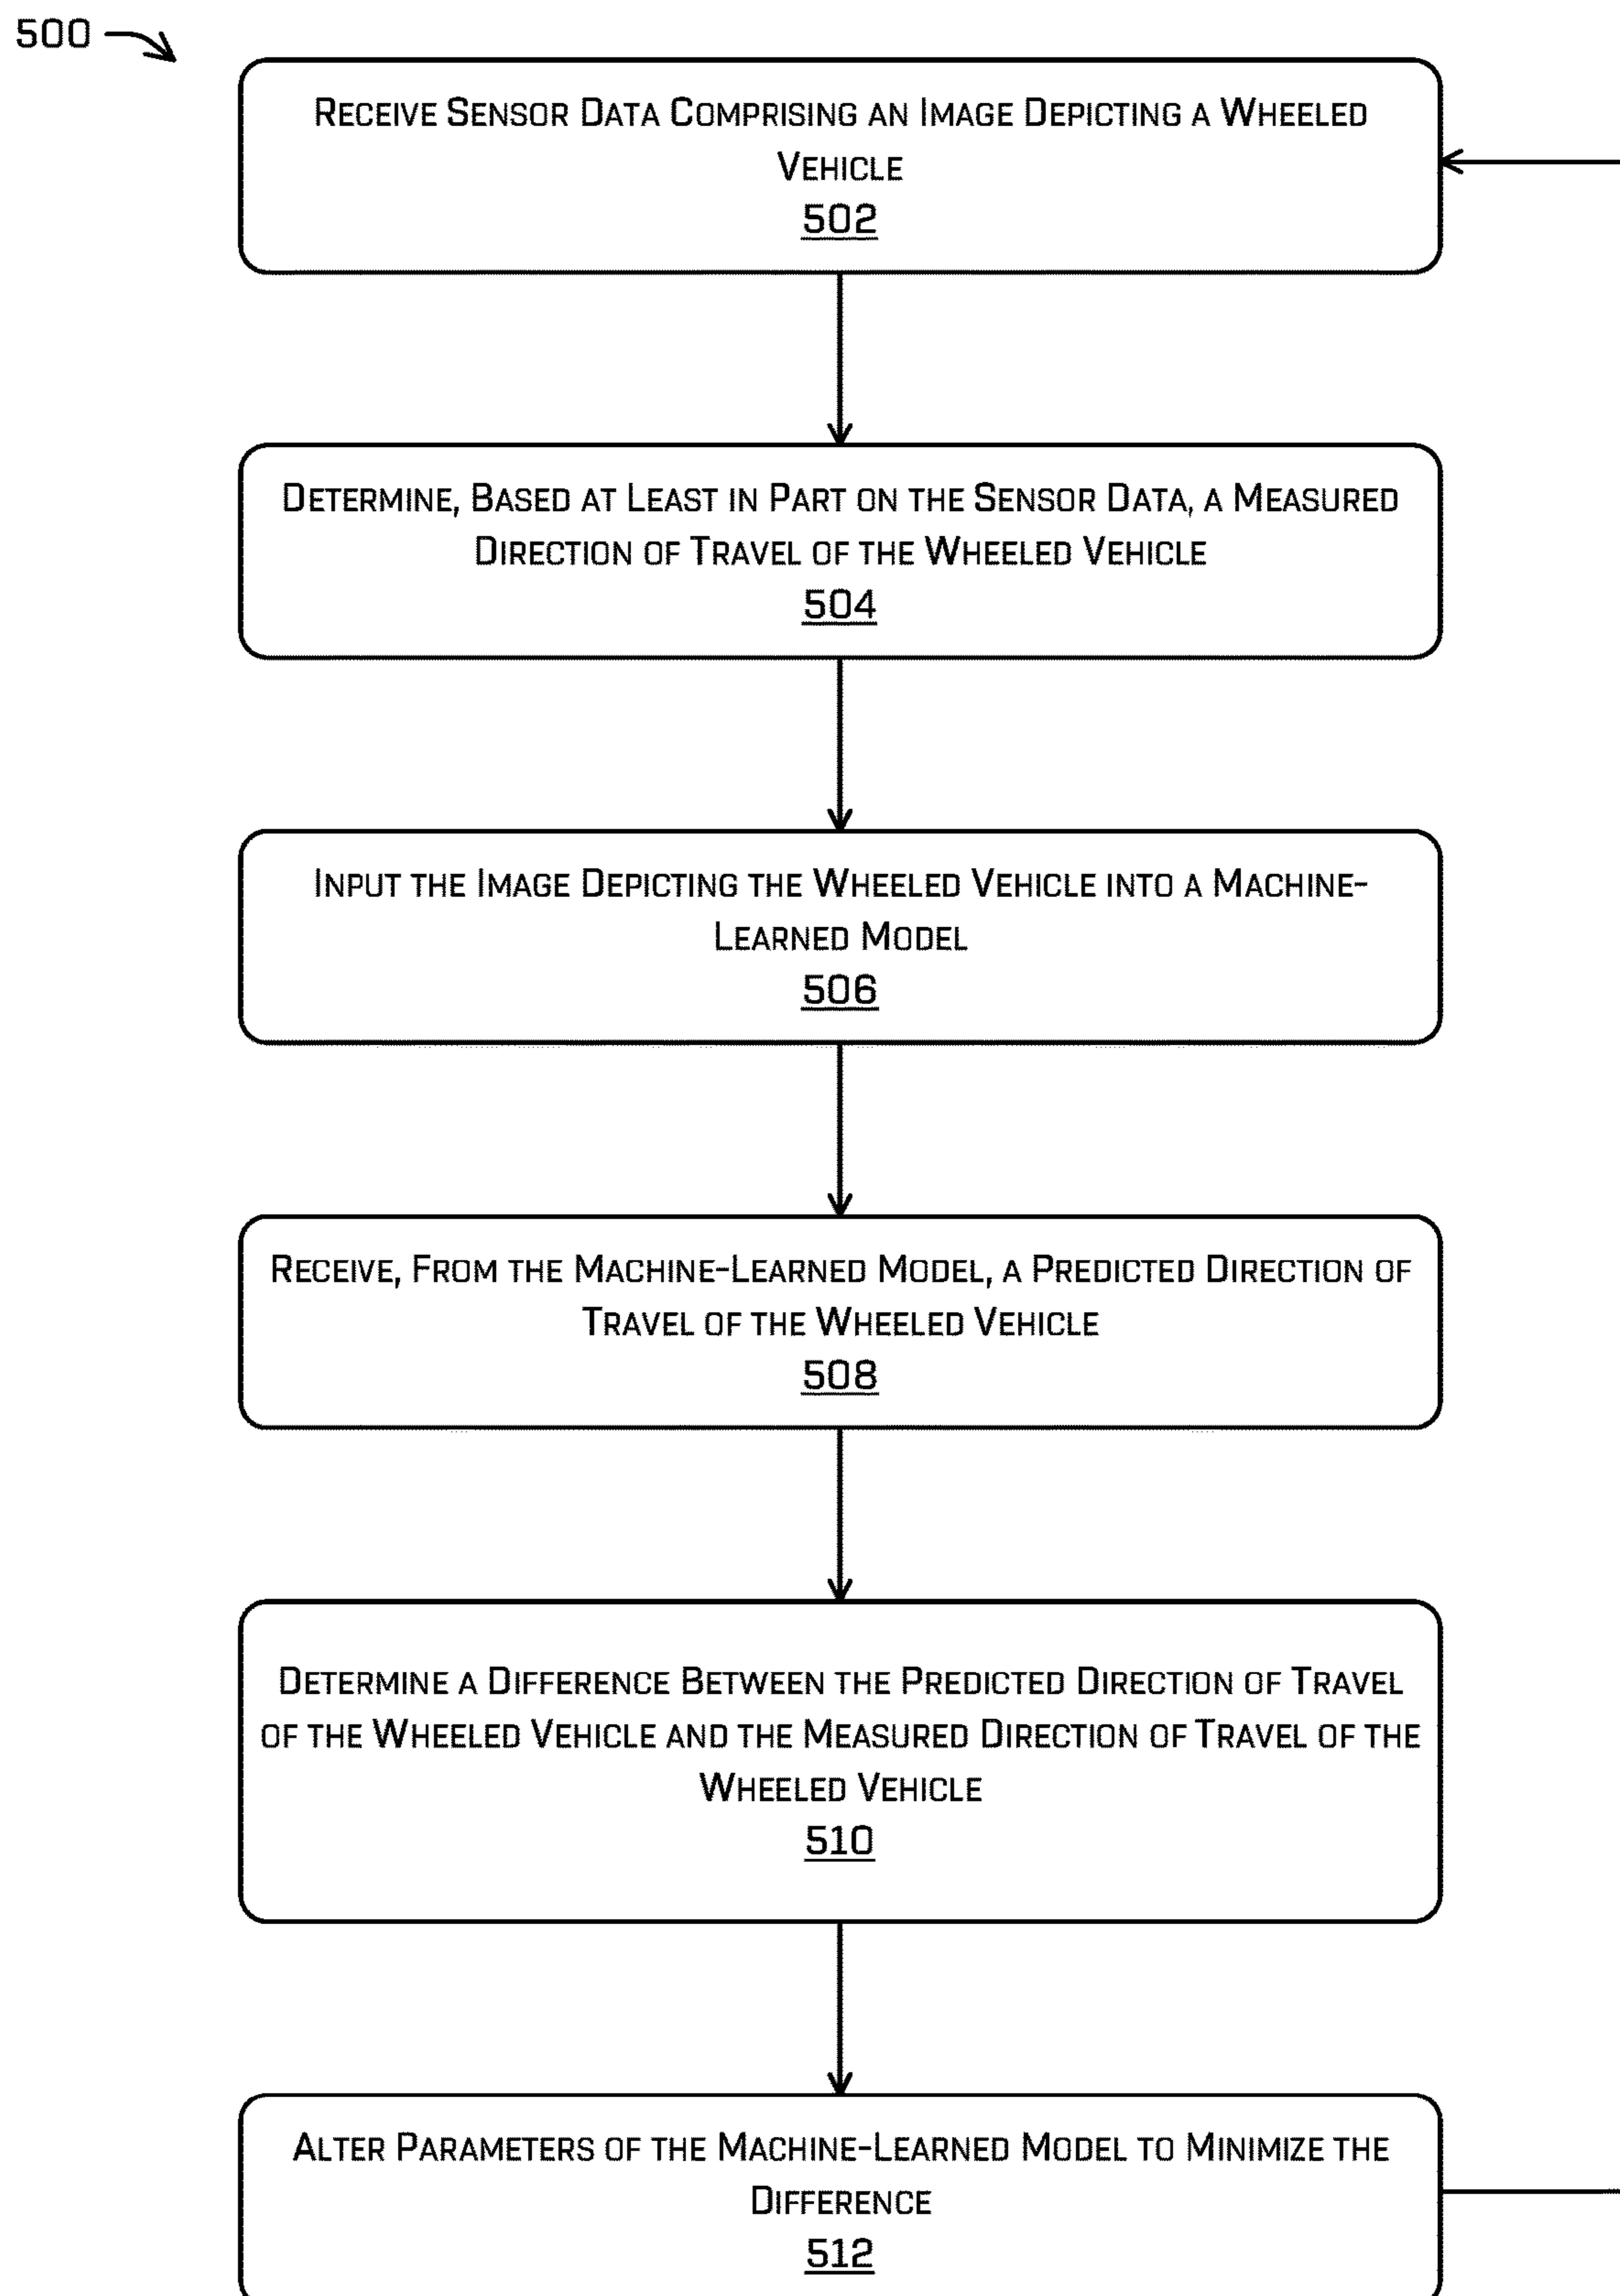 500
Receive Sensor Data Comprising an Image Depicting a Wheeled
Vehicle
502
Determine, Based at Least in Part on the Sensor Data, a Measured
Direction of Travel of the Wheeled Vehicle
504
Input the Image Depicting the Wheeled Vehicle into a Machine-
Learned Model
506
Receive, From the Machine-Learned Model, a Predicted Direction of
Travel of the Wheeled Vehicle
508
Determine a Difference Between the Predicted Direction of Travel
of the Wheeled Vehicle and the Measured Direction of Travel of the
Wheeled Vehicle
510
Alter Parameters of the Machine-Learned Model to Minimize the
Difference
512